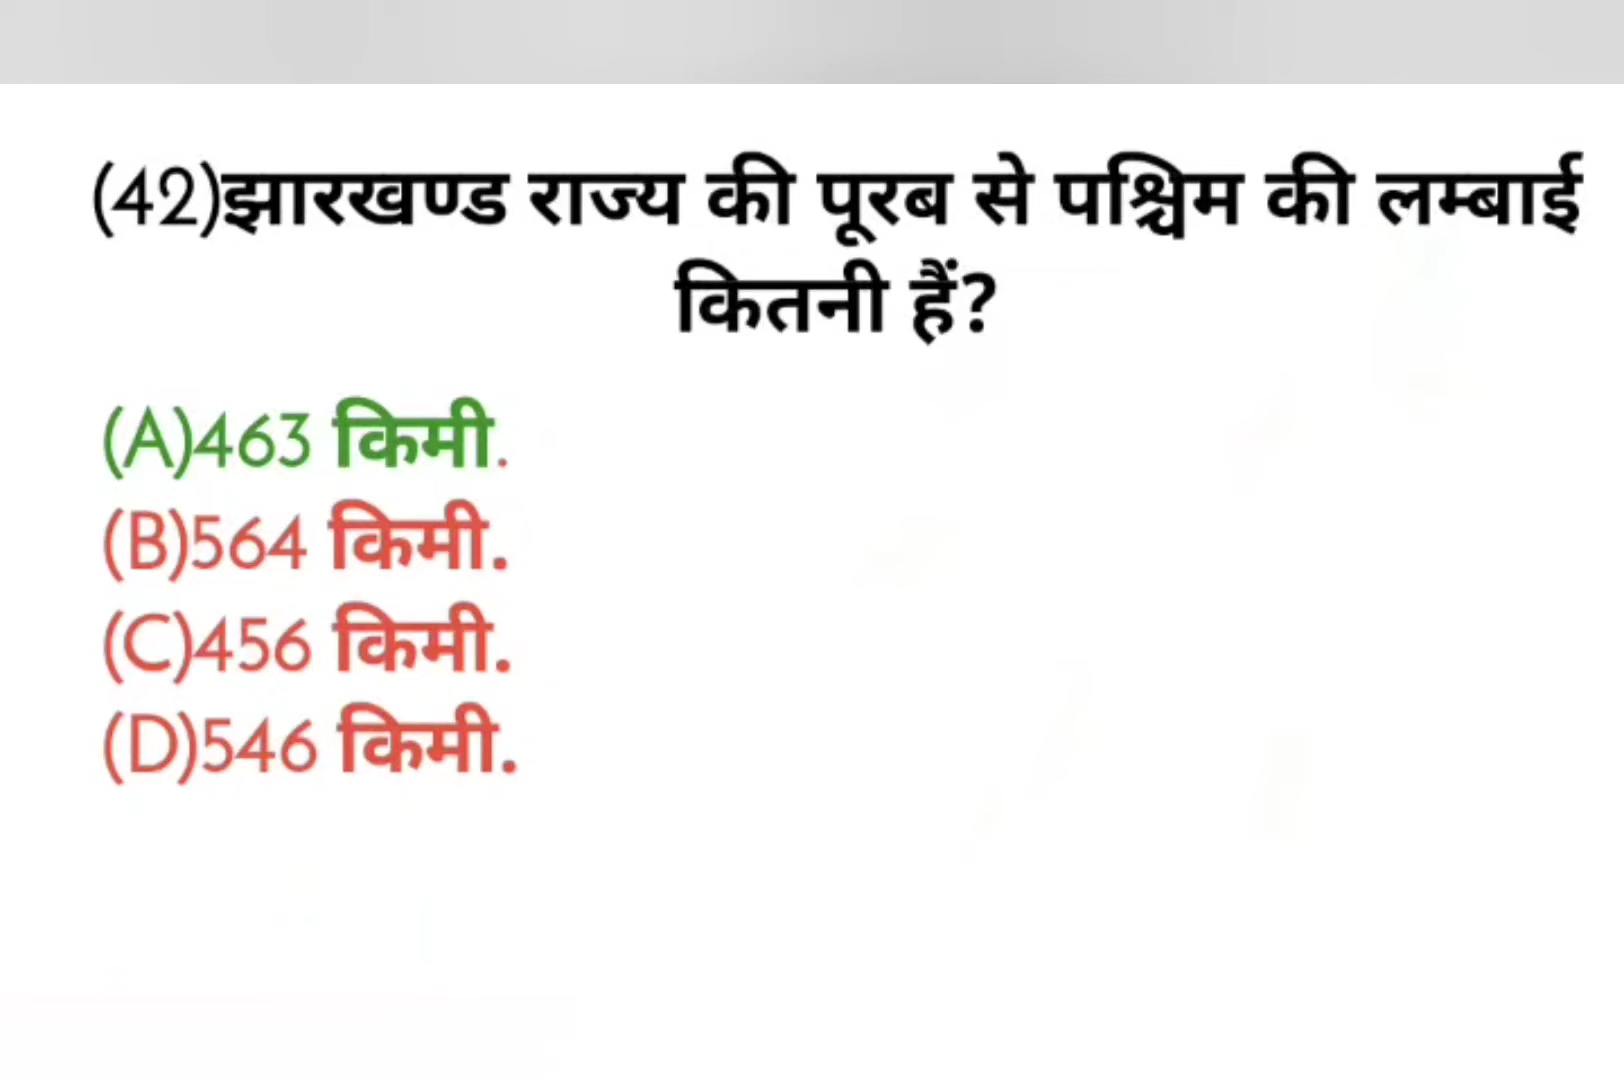 (42)झारखण्ड राज्य की पूरब से पश्चिम की लम्बाई
कितनी हैं?
(A)463 किमी.
(B)564 किमी.
(C)456 किमी.
(D)546 किमी.